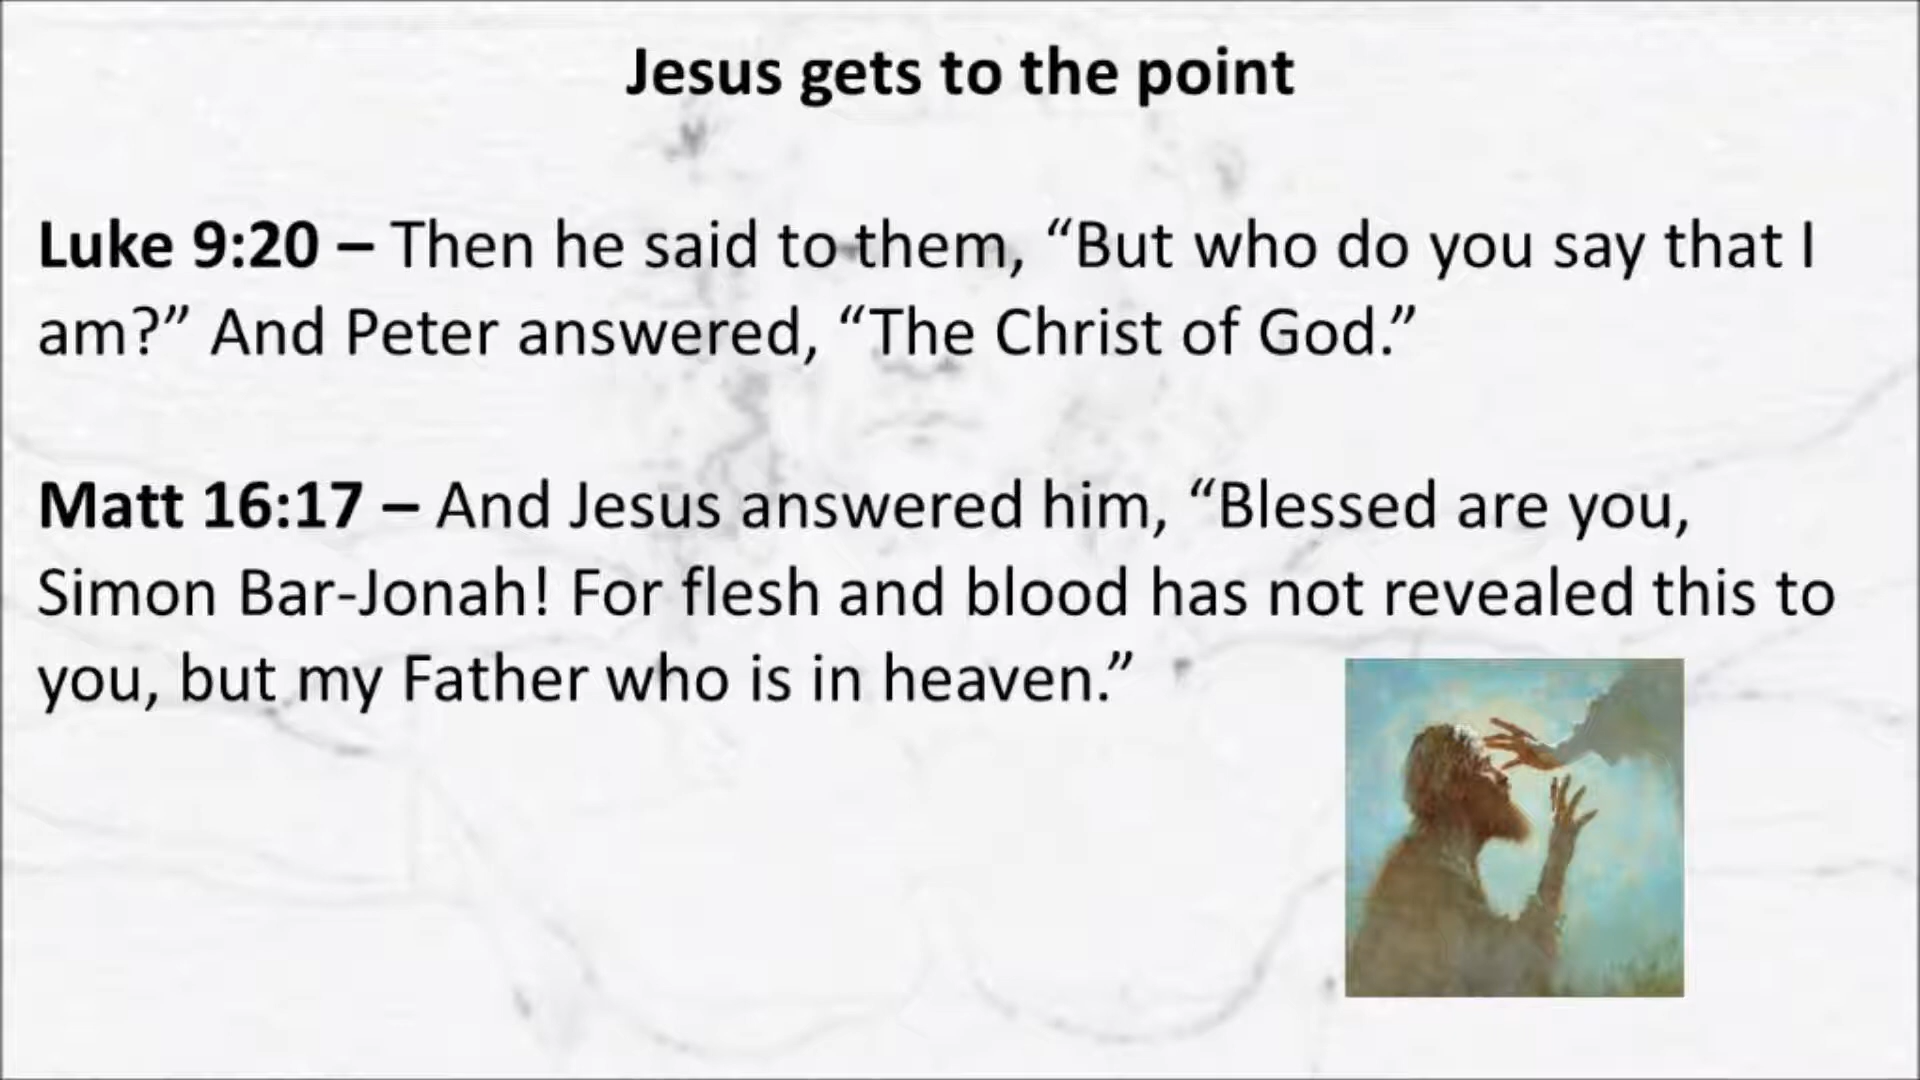 Jesus gets to the point
Luke 9:20 – Then he said to them, “But who do you say that I
am?” And Peter answered, “The Christ of God.”
Matt 16:17 – And Jesus answered him, “Blessed are you,
Simon Bar-Jonah! For flesh and blood has not revealed this to
you, but my Father who is in heaven.”